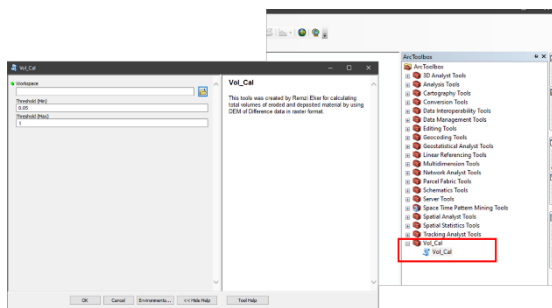 Vol_Cal
Workspace
Threshold (Min)
0.05
Threshold (Max)
1
Vol_Cal
This tools was created by Remzi Eker for calculating
total volumes of eroded and deposited material by using
DEM of Difference data in raster format.
OK
Cancel
Environments...
<< Hide Help
Tool Help
ArcToolbox
ArcToolbox
3D Analyst Tools
Analysis Tools
Cartography Tools
Conversion Tools
Data Interoperability Tools
Data Management Tools
Editing Tools
Geocoding Tools
Geostatistical Analyst Tools
Linear Referencing Tools
Multidimension Tools
Network Analyst Tools
Parcel Fabric Tools
Schematics Tools
Server Tools
Space Time Pattern Mining Tools
Spatial Analyst Tools
Spatial Statistics Tools
Tracking Analyst Tools
Vol_Cal
Vol_Cal